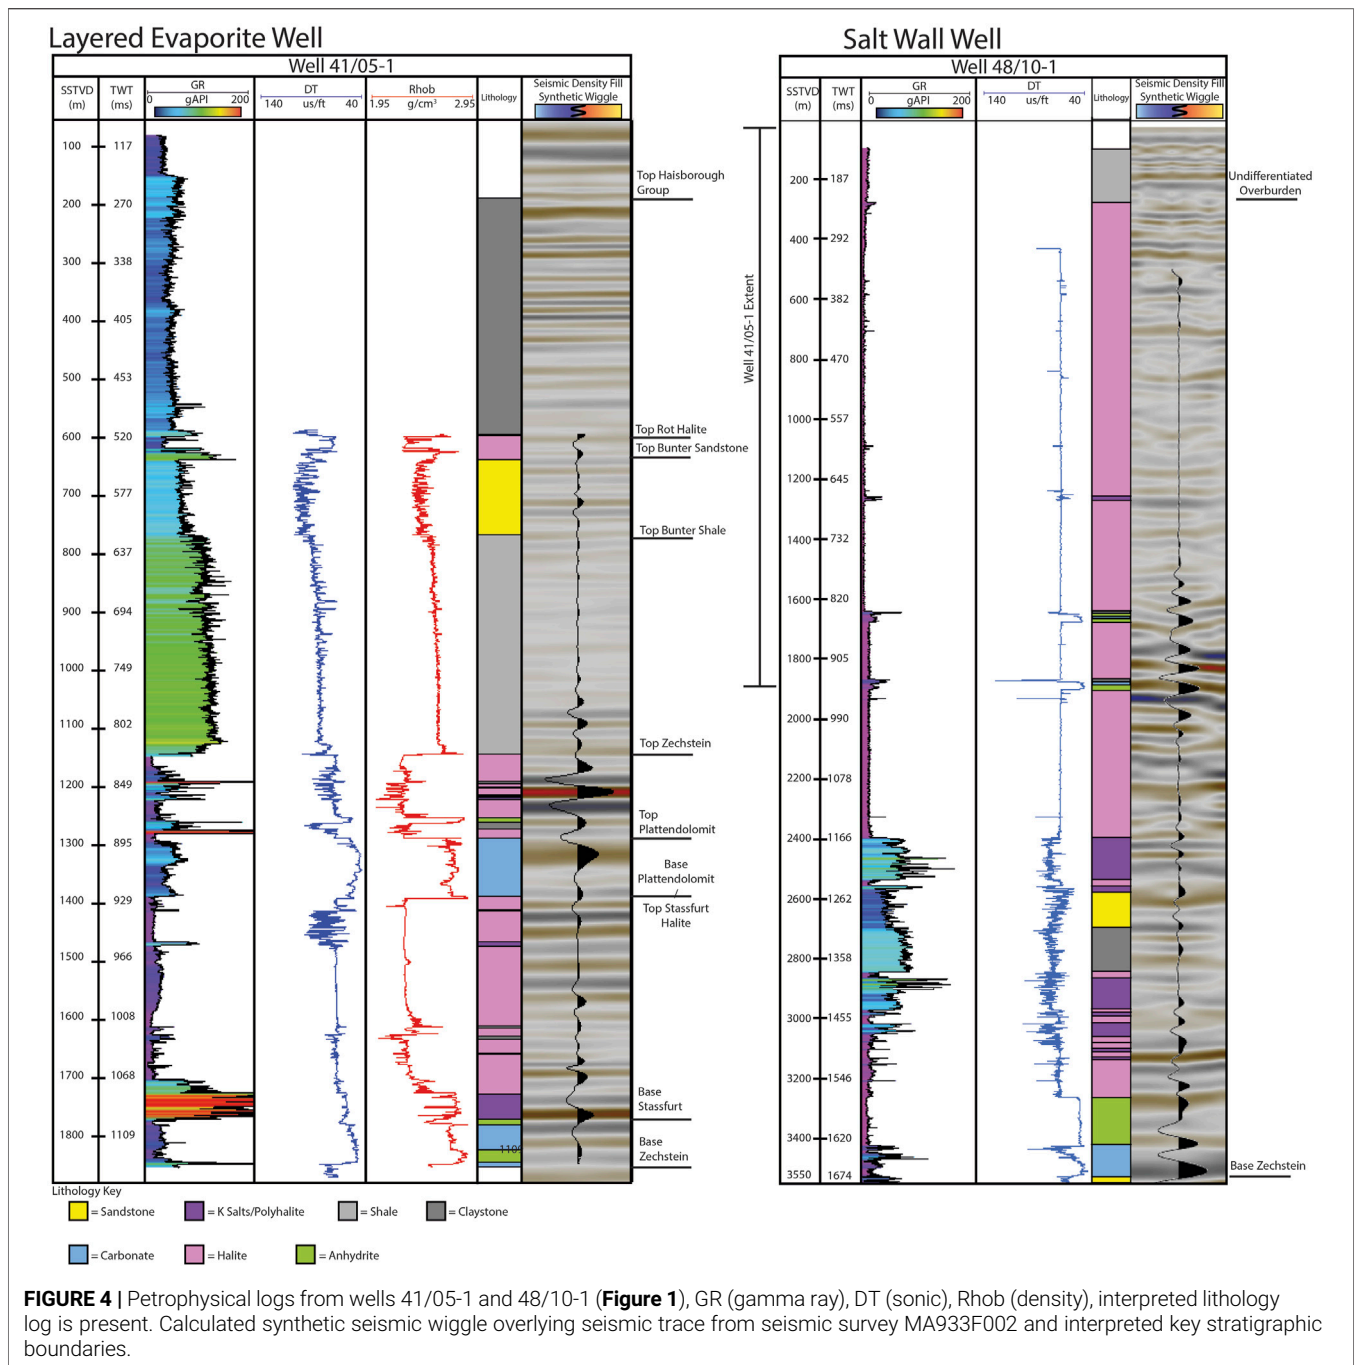 Layered Evaporite Well
Well 41/05-1
SSTVD (m)
TWT (ms)
GR
0 gAPI 200
DT
140 us/ft 40
Rhob
1.95 g/cm³ 2.95
Lithology
Seismic Density Fill
Synthetic Wiggle
100 117
200 270
300 338
400 405
500 453
600 520
700 577
800 637
900 694
1000 749
1100 802
1200 849
1300 895
1400 929
1500 966
1600 1008
1700 1068
1800 1109
1109
Top Haisborough
Group
Top Rot Halite
Top Bunter Sandstone
Top Bunter Shale
Top Zechstein
Top
Plattendolomit
Base
Plattendolomit
/
Top Stassfurt
Halite
Base
Stassfurt
Base
Zechstein
Salt Wall Well
Well 48/10-1
SSTVD (m)
TWT (ms)
GR
0 gAPI 200
DT
140 us/ft 40
Lithology
Seismic Density Fill
Synthetic Wiggle
Well 41/05-1 Extent
200 187
400 292
600 382
800 470
1000 557
1200 645
1400 732
1600 820
1800 905
2000 990
2200 1078
2400 1166
2600 1262
2800 1358
3000 1455
3200 1546
3400 1620
3550 1674
Undifferentiated
Overburden
Base Zechstein
Lithology Key
= Sandstone
= K Salts/Polyhalite
= Shale
= Claystone
= Carbonate
= Halite
= Anhydrite
FIGURE 4 | Petrophysical logs from wells 41/05-1 and 48/10-1 (Figure 1), GR (gamma ray), DT (sonic), Rhob (density), interpreted lithology
log is present. Calculated synthetic seismic wiggle overlying seismic trace from seismic survey MA933F002 and interpreted key stratigraphic
boundaries.